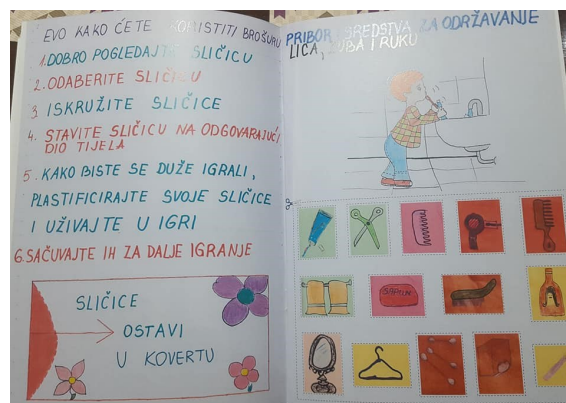 EVO KAKO ĆETE KORISTITI BROŠURU
1. DOBRO POGLEDAJTE SLIČICU
2. ODABERITE SLIČICU
3. ISKRUŽITE SLIČICE
4. STAVITE SLIČICU NA ODGOVARAJUĆI
DIO TIJELA
5. KAKO BISTE SE DUŽE IGRALI,
PLASTIFICIRAJTE SVOJE SLIČICE
I UŽIVAJTE U IGRI
6. SAČUVAJTE IH ZA DALJE IGRANJE
SLIČICE
OSTAVI
U KOVERTU
PRIBOR I SREDSTVA ZA ODRŽAVANJE
LICA, ZUBA I RUKU
SAPUN